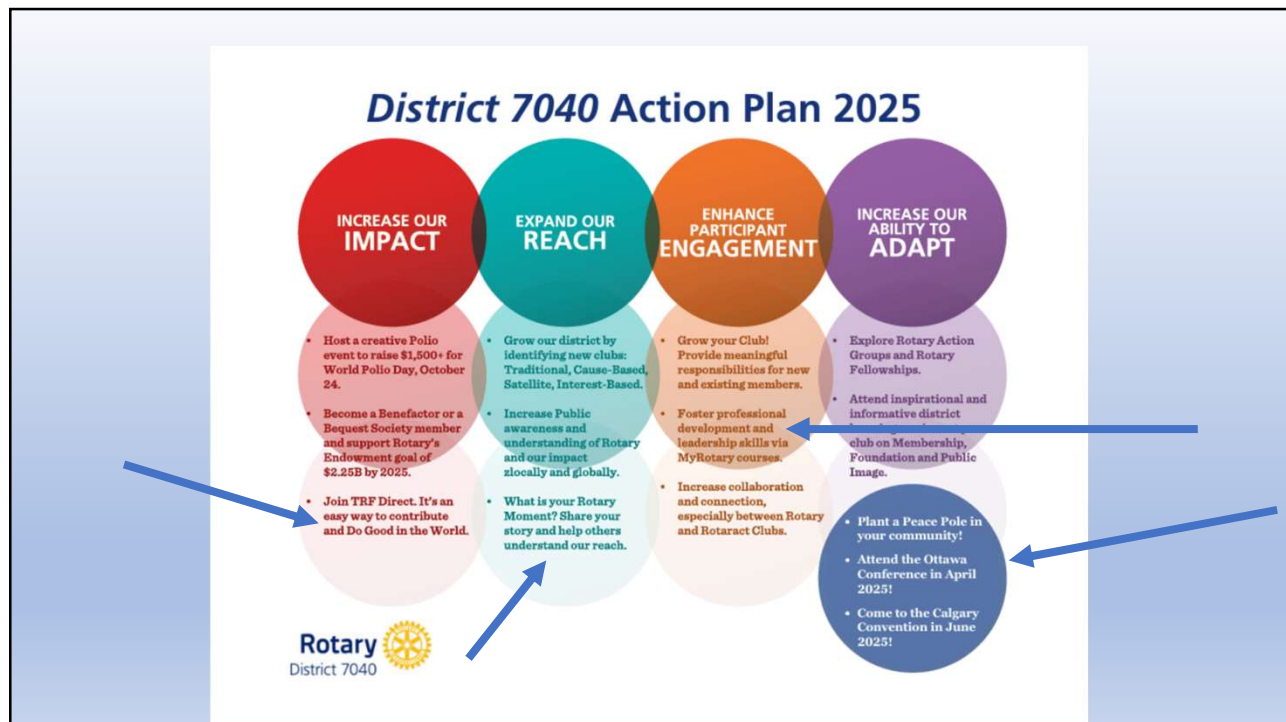 District 7040 Action Plan 2025
INCREASE OUR
IMPACT
• Host a creative Polio
event to raise $1,500+ for
World Polio Day, October
24.
• Become a Benefactor or a
Bequest Society member
and support Rotary's
Endowment goal of
$2.25B by 2025.
• Join TRF Direct. It's an
easy way to contribute
and Do Good in the World.
EXPAND OUR
REACH
• Grow our district by
identifying new clubs:
Traditional, Cause-Based,
Satellite, Interest-Based.
• Increase Public
awareness and
understanding of Rotary
and our impact
zlocally and globally.
• What is your Rotary
Moment? Share your
story and help others
understand our reach.
ENHANCE
PARTICIPANT
ENGAGEMENT
• Grow your Club!
Provide meaningful
responsibilities for new
and existing members.
• Foster professional
development and
leadership skills via
MyRotary courses.
• Increase collaboration
and connection,
especially between Rotary
and Rotaract Clubs.
INCREASE OUR
ABILITY TO
ADAPT
• Explore Rotary Action
Groups and Rotary
Fellowships.
• Attend inspirational and
informative district
club on Membership,
Foundation and Public
Image.
• Plant a Peace Pole in
your community!
• Attend the Ottawa
Conference in April
2025!
• Come to the Calgary
Convention in June
2025!
Rotary
District 7040